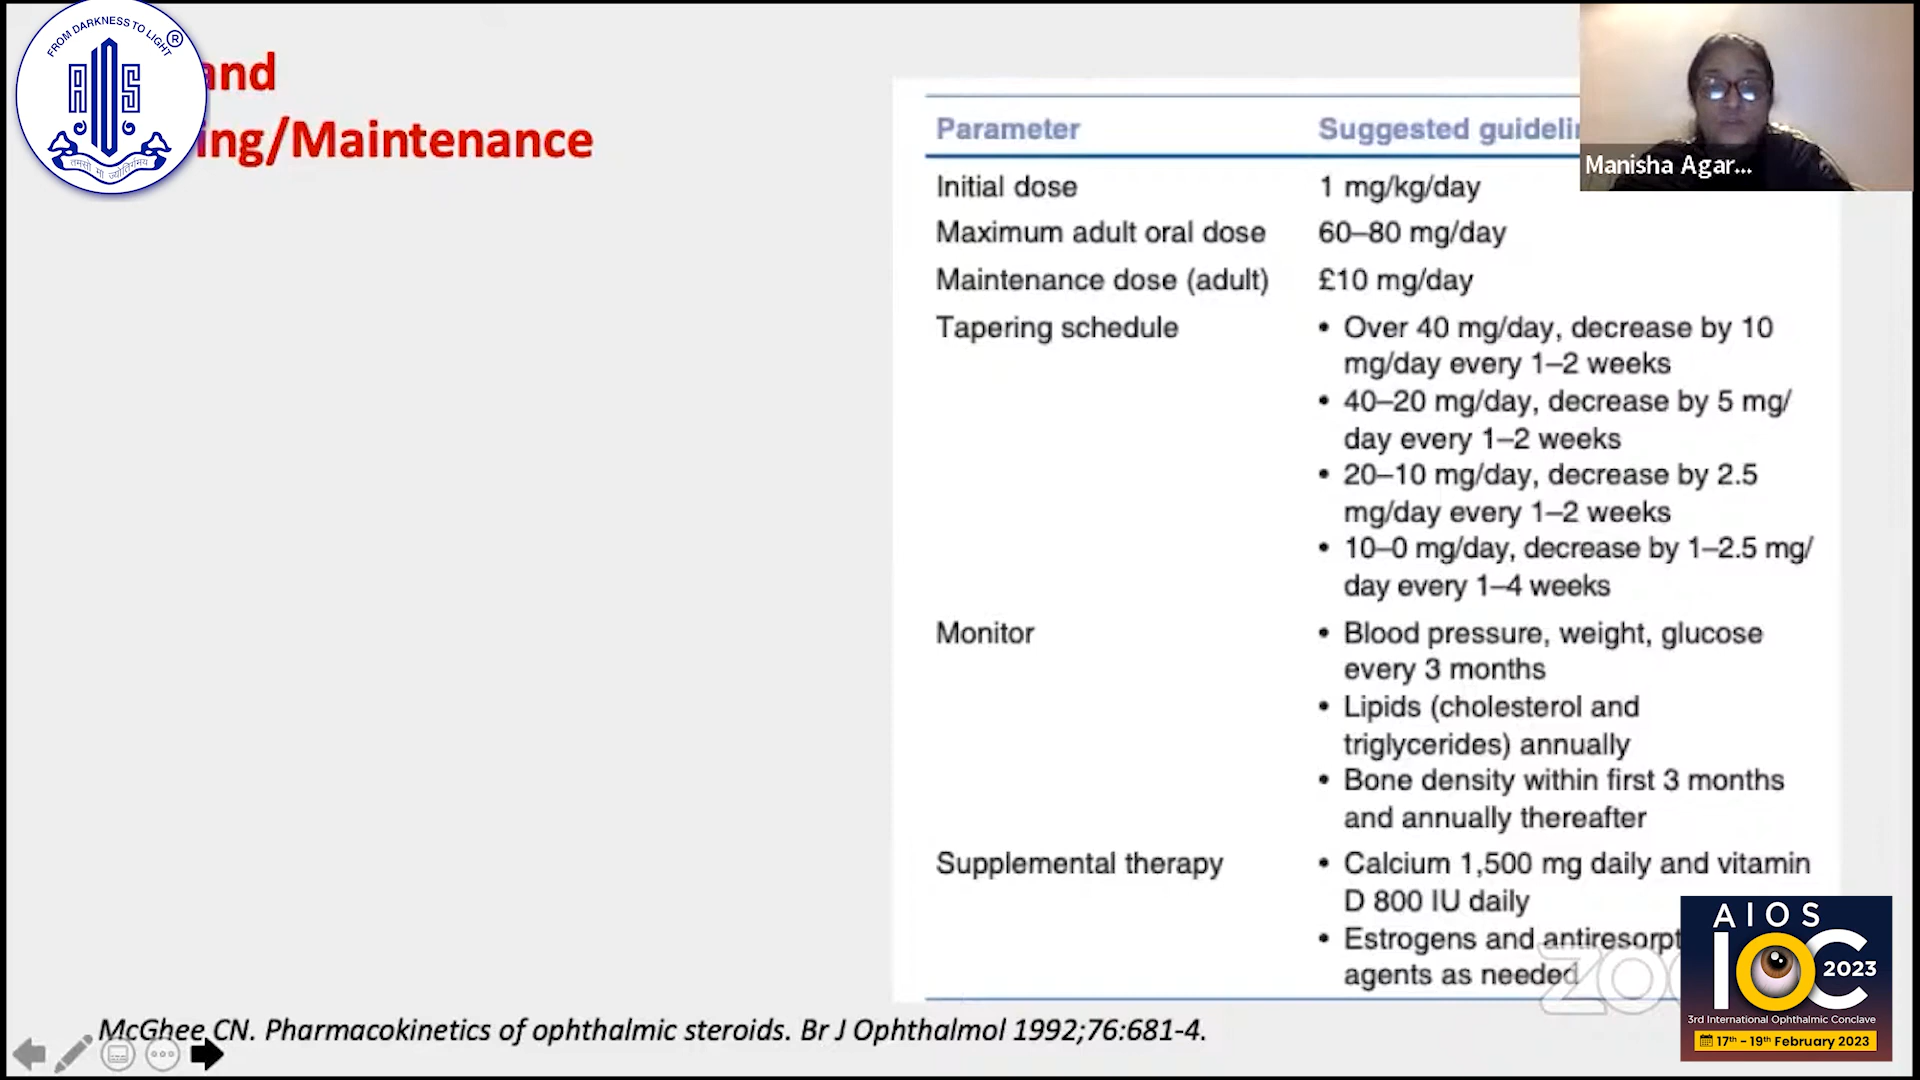 FROM DARKNESS TO LIGHT
®
AIOS
तमसो मा ज्योतिर्गमय
and
ing/Maintenance
Manisha Agar...
Parameter Suggested guideli
Initial dose 1 mg/kg/day
Maximum adult oral dose 60–80 mg/day
Maintenance dose (adult) £10 mg/day
Tapering schedule • Over 40 mg/day, decrease by 10
mg/day every 1–2 weeks
• 40–20 mg/day, decrease by 5 mg/
day every 1–2 weeks
• 20–10 mg/day, decrease by 2.5
mg/day every 1–2 weeks
• 10–0 mg/day, decrease by 1–2.5 mg/
day every 1–4 weeks
Monitor • Blood pressure, weight, glucose
every 3 months
• Lipids (cholesterol and
triglycerides) annually
• Bone density within first 3 months
and annually thereafter
Supplemental therapy • Calcium 1,500 mg daily and vitamin
D 800 IU daily
• Estrogens and antiresorpt
agents as needed
McGhee CN. Pharmacokinetics of ophthalmic steroids. Br J Ophthalmol 1992;76:681-4.
AIOS
IOC 2023
3rd International Ophthalmic Conclave
17th - 19th February 2023